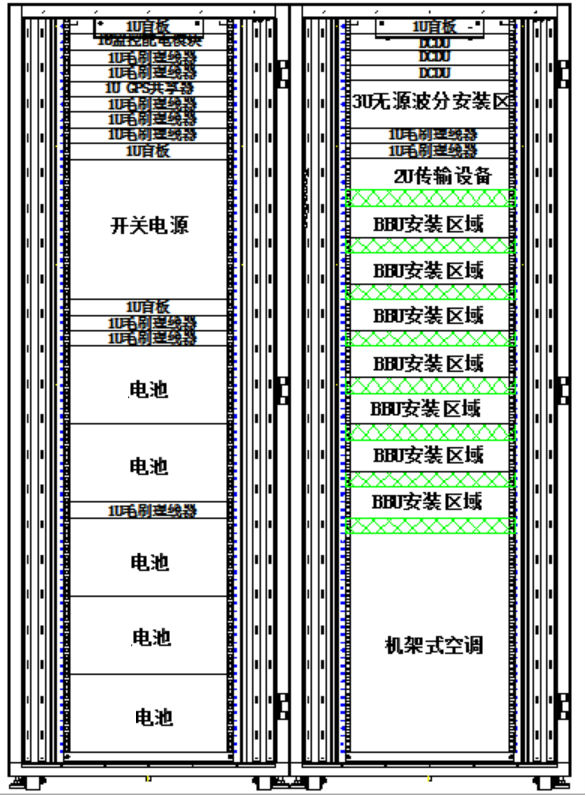 1U盲板
1U监控配电模块
1U毛刷理线器
1U毛刷理线器
1U GPS共享器
1U毛刷理线器
1U毛刷理线器
1U毛刷理线器
1U盲板
开关电源
1U盲板
1U毛刷理线器
1U毛刷理线器
电池
电池
1U毛刷理线器
电池
电池
电池
1U盲板
DCDU
DCDU
DCDU
3U无源波分安装区
1U毛刷理线器
1U毛刷理线器
2U传输设备
BBU安装区域
BBU安装区域
BBU安装区域
BBU安装区域
BBU安装区域
BBU安装区域
BBU安装区域
机架式空调